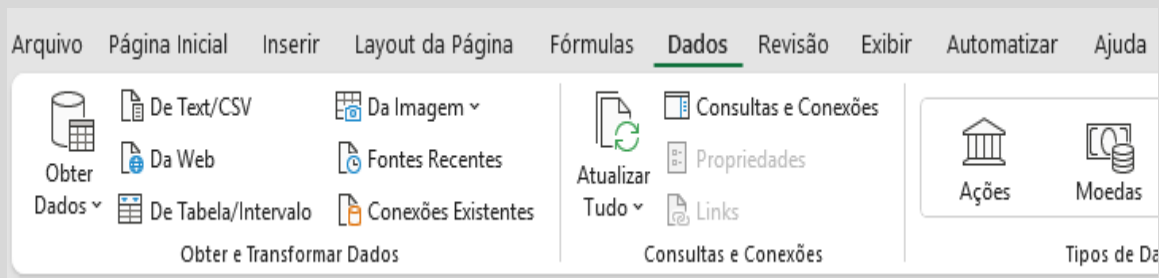 Arquivo Página Inicial Inserir Layout da Página Fórmulas Dados Revisão Exibir Automatizar Ajuda
Obter Dados
De Text/CSV
Da Web
De Tabela/Intervalo
Da Imagem
Fontes Recentes
Conexões Existentes
Obter e Transformar Dados
Atualizar
Tudo
Consultas e Conexões
Propriedades
Links
Consultas e Conexões
Ações
Moedas
Tipos de